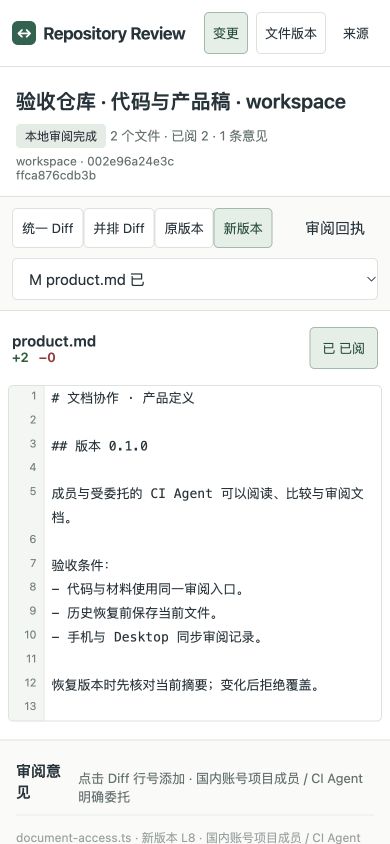 Repository Review 变更 文件版本 来源
验收仓库 · 代码与产品稿 · workspace
本地审阅完成 2 个文件 · 已阅 2 · 1 条意见
workspace · 002e96a24e3c
ffca876cdb3b
统一 Diff 并排 Diff 原版本 新版本 审阅回执
M product.md 已
product.md
+2 −0
已 已阅
1 # 文档协作 · 产品定义
2
3 ## 版本 0.1.0
4
5 成员与受委托的 CI Agent 可以阅读、比较与审阅文
档。
6
7 验收条件：
8 - 代码与材料使用同一审阅入口。
9 - 历史恢复前保存当前文件。
10 - 手机与 Desktop 同步审阅记录。
11
12 恢复版本时先核对当前摘要；变化后拒绝覆盖。
13
审阅意
见
点击 Diff 行号添加 · 国内账号项目成员 / CI Agent
明确委托
document-access.ts · 新版本 L8 · 国内账号项目成员 / CI Agent